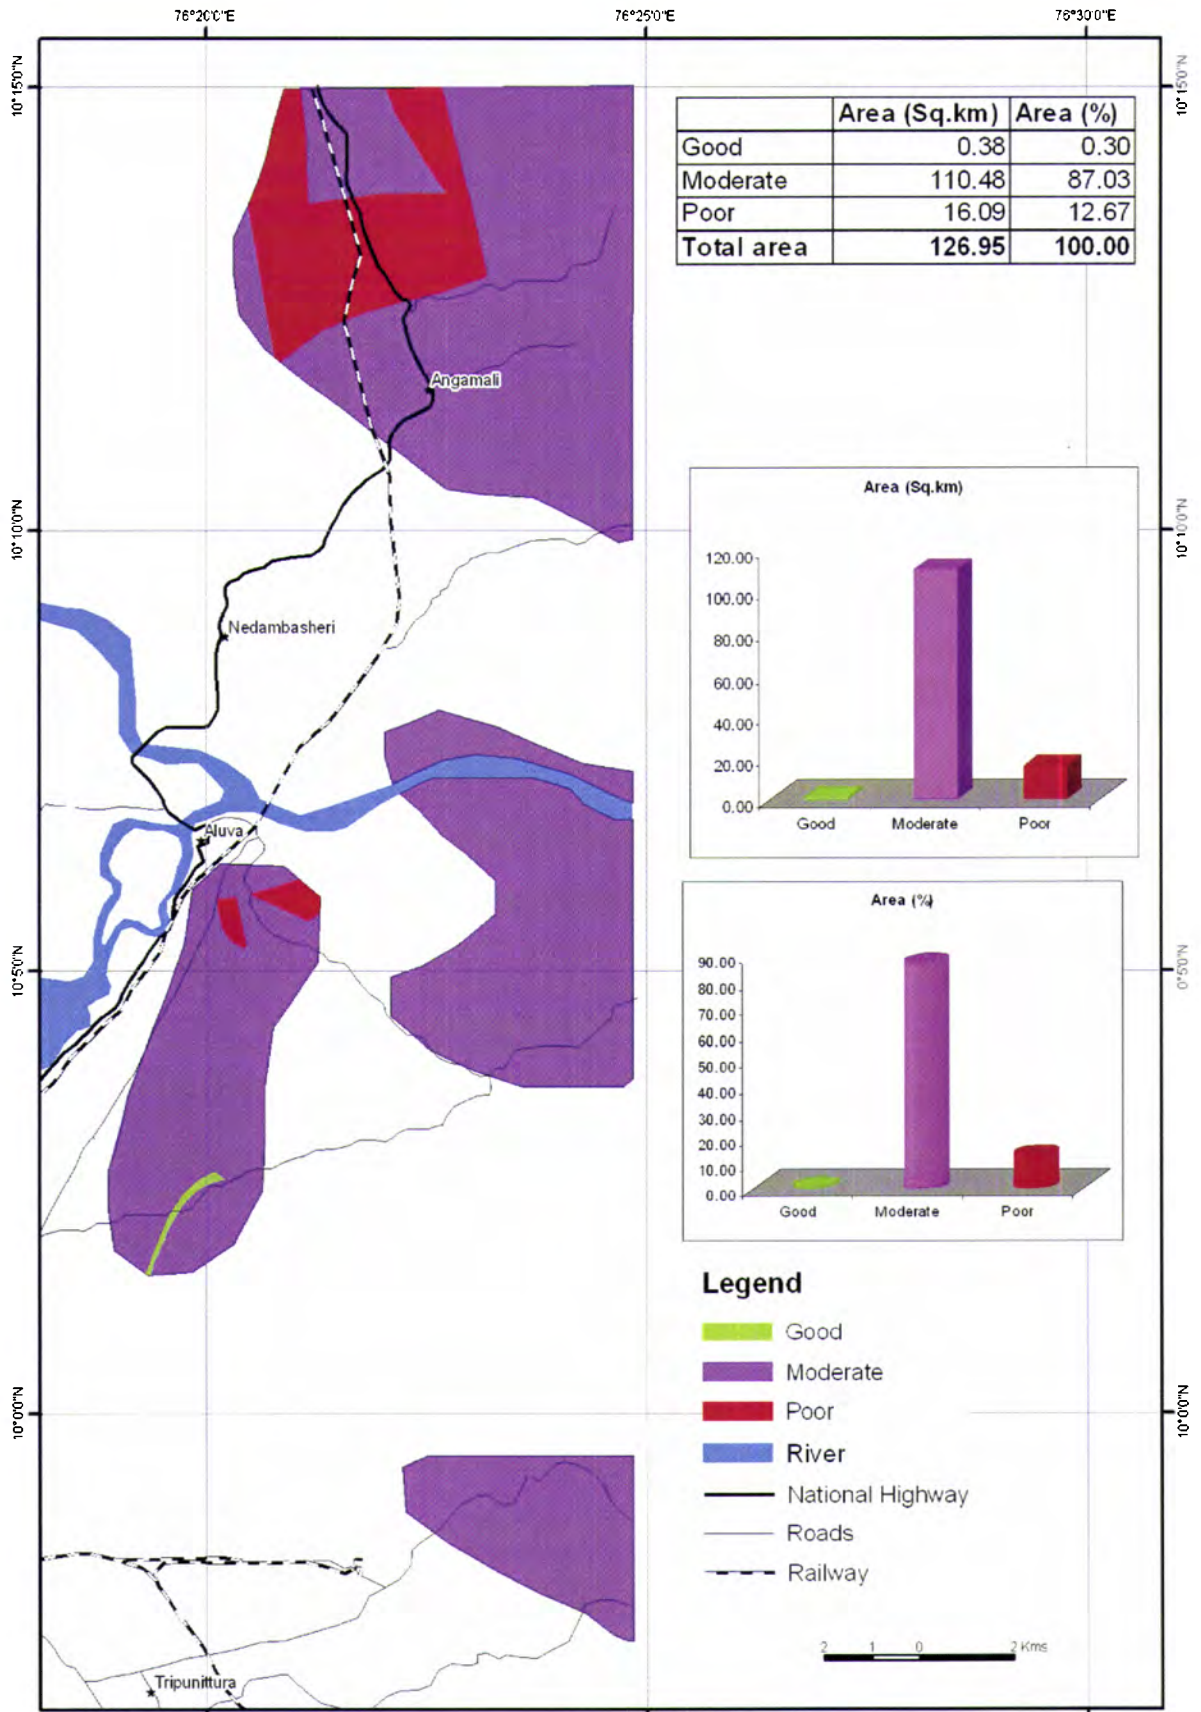 76°20'0"E 76°25'0"E 76°30'0"E
10°15'0"N 10°15'0"N
Area (Sq.km) Area (%)
Good 0.38 0.30
Moderate 110.48 87.03
Poor 16.09 12.67
Total area 126.95 100.00
Angamali
10°10'0"N 10°10'0"N
Area (Sq.km)
120.00
100.00
80.00
60.00
40.00
20.00
0.00
Good Moderate Poor
Nedambasheri
Aluva
10°5'0"N 0°5'0"N
Area (%)
90.00
80.00
70.00
60.00
50.00
40.00
30.00
20.00
10.00
0.00
Good Moderate Poor
Legend
Good
Moderate
Poor
River
National Highway
Roads
Railway
10°0'0"N 10°0'0"N
2 1 0 2 Kms
Tripunittura